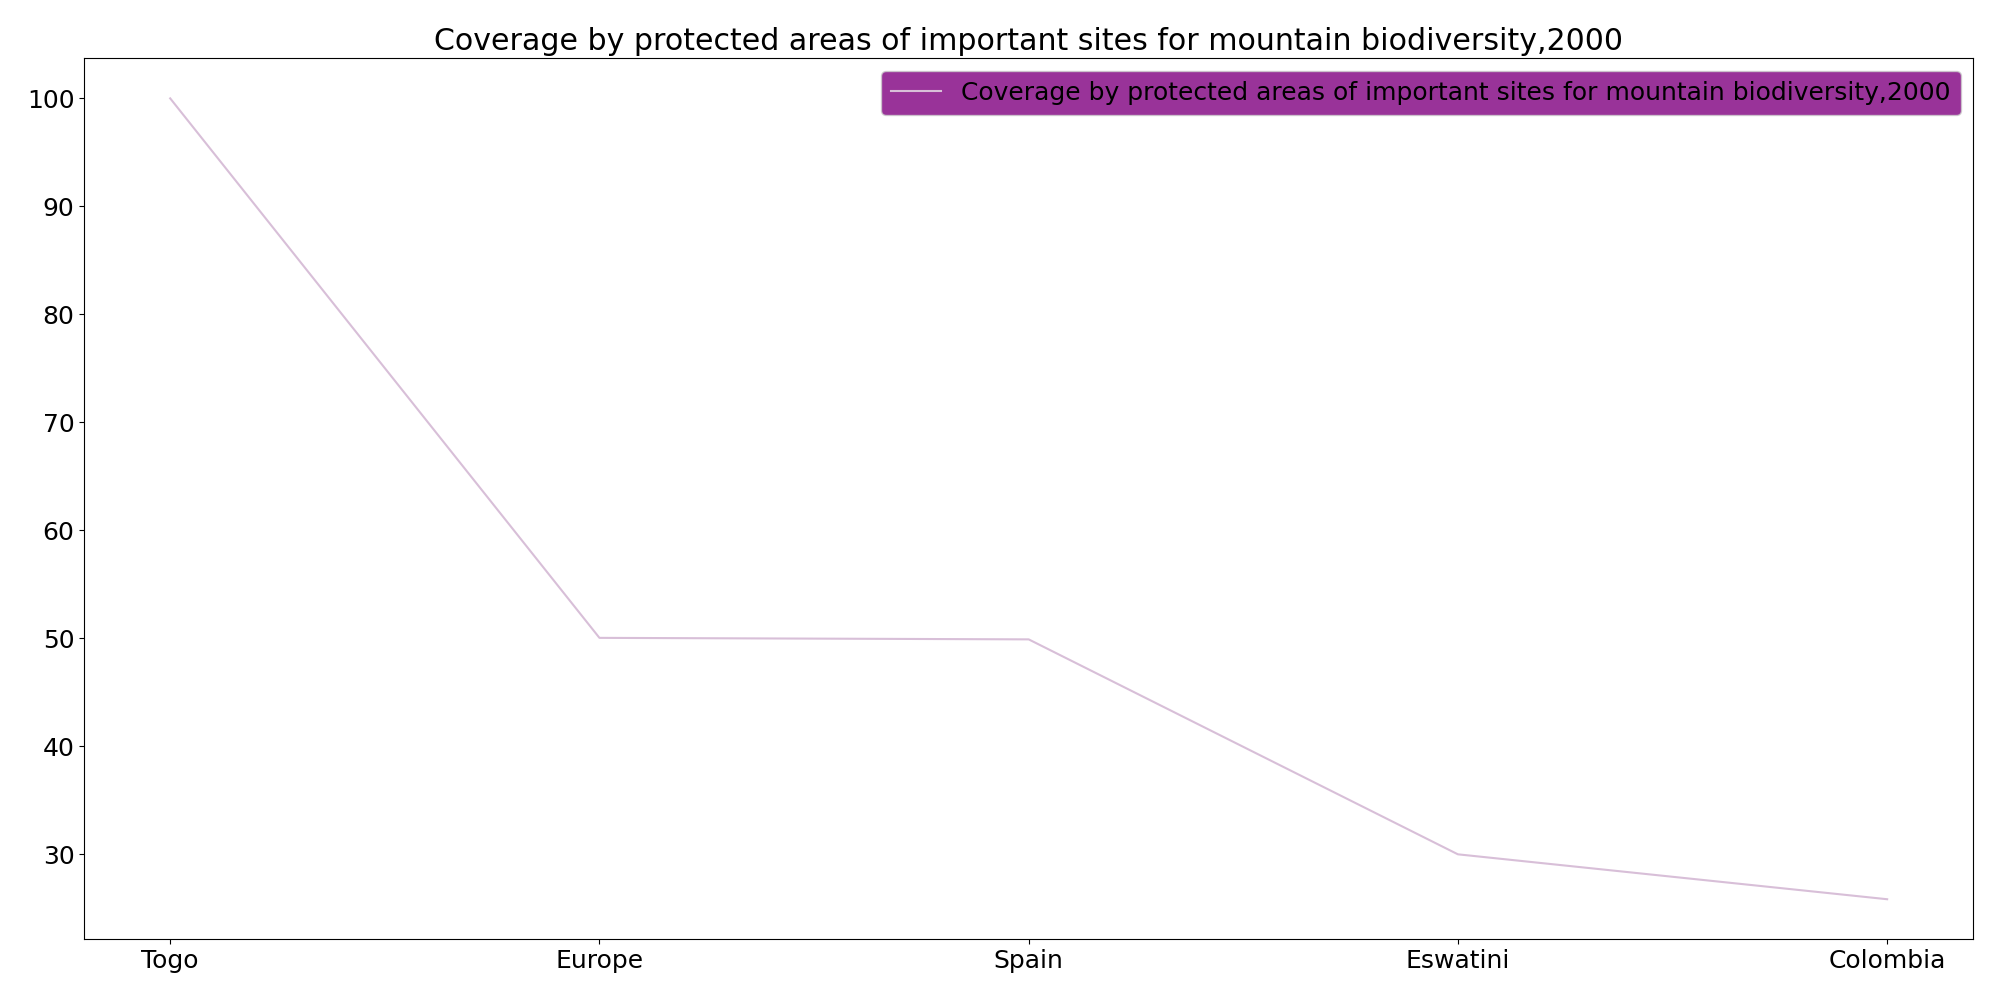 Coverage by protected areas of important sites for mountain biodiversity,2000
Coverage by protected areas of important sites for mountain biodiversity,2000
100
90
80
70
60
50
40
30
Togo Europe Spain Eswatini Colombia